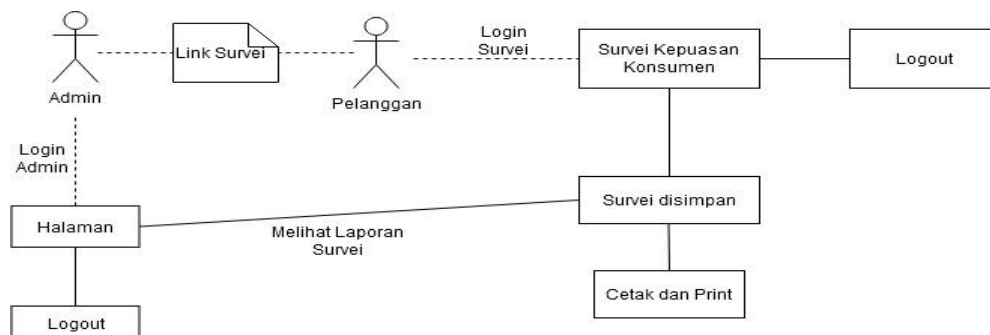 Admin
Link Survei
Pelanggan
Login
Survei
Survei Kepuasan
Konsumen
Logout
Login
Admin
Halaman
Melihat Laporan
Survei
Survei disimpan
Cetak dan Print
Logout